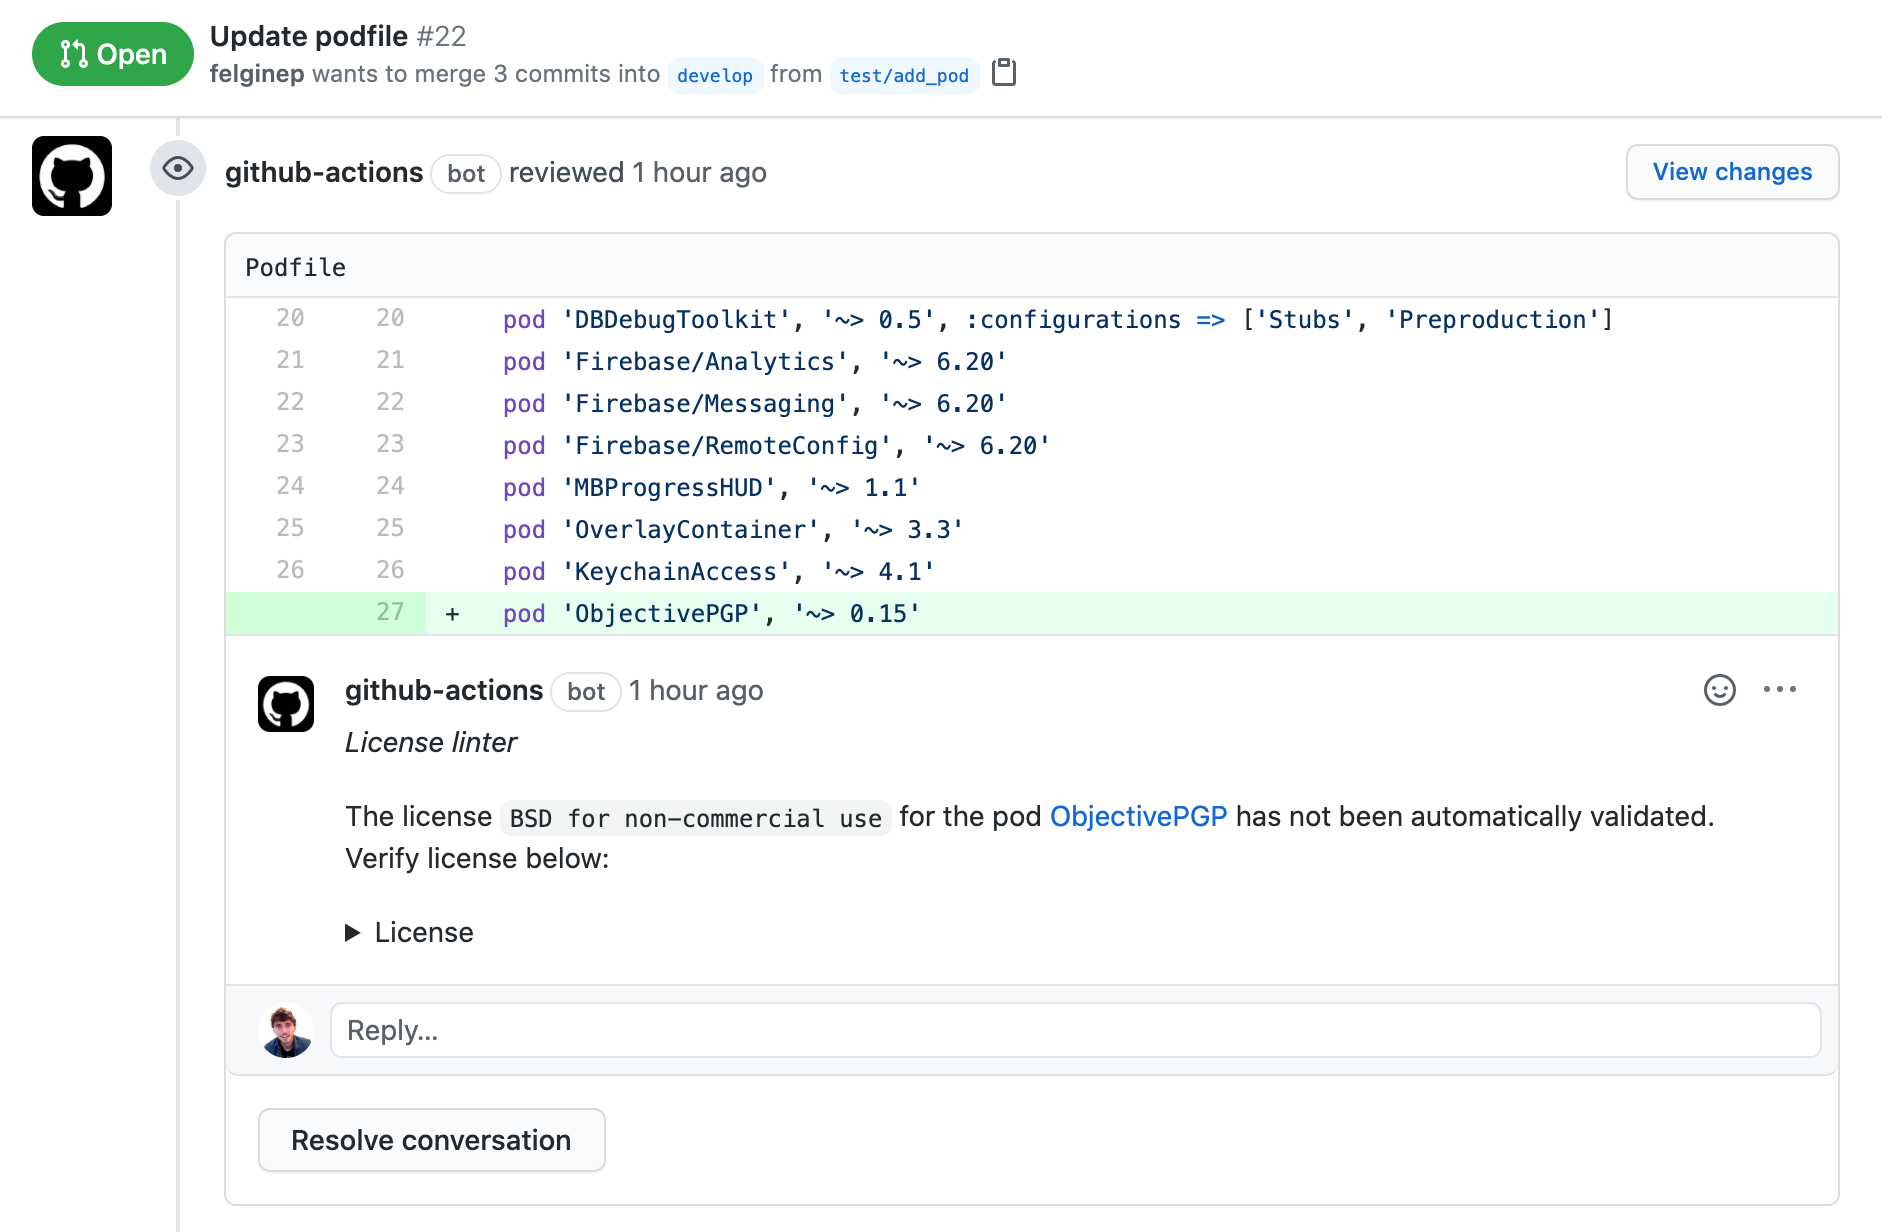 Open
Update podfile #22
felginep wants to merge 3 commits into develop from test/add_pod
github-actions bot reviewed 1 hour ago
View changes
Podfile
20 20 pod 'DBDebugToolkit', '~> 0.5', :configurations => ['Stubs', 'Preproduction']
21 21 pod 'Firebase/Analytics', '~> 6.20'
22 22 pod 'Firebase/Messaging', '~> 6.20'
23 23 pod 'Firebase/RemoteConfig', '~> 6.20'
24 24 pod 'MBProgressHUD', '~> 1.1'
25 25 pod 'OverlayContainer', '~> 3.3'
26 26 pod 'KeychainAccess', '~> 4.1'
27 + pod 'ObjectivePGP', '~> 0.15'
github-actions bot 1 hour ago
License linter
The license BSD for non-commercial use for the pod ObjectivePGP has not been automatically validated.
Verify license below:
License
Reply...
Resolve conversation